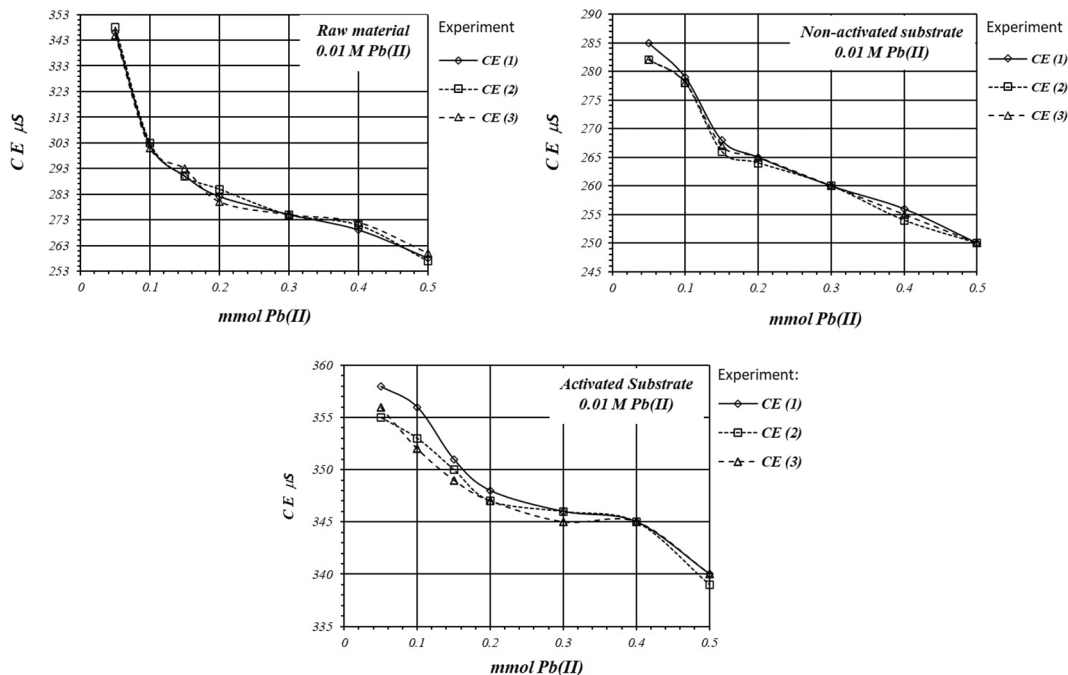 Raw material
0.01 M Pb(II)
Experiment
CE (1)
CE (2)
CE (3)
CE µS
353
343
333
323
313
303
293
283
273
263
253
0 0.1 0.2 0.3 0.4 0.5
mmol Pb(II)
Non-activated substrate
0.01 M Pb(II)
Experiment
CE (1)
CE (2)
CE (3)
CE µS
290
285
280
275
270
265
260
255
250
245
0 0.1 0.2 0.3 0.4 0.5
mmol Pb(II)
Activated Substrate
0.01 M Pb(II)
Experiment:
CE (1)
CE (2)
CE (3)
CE µS
360
355
350
345
340
335
0 0.1 0.2 0.3 0.4 0.5
mmol Pb(II)